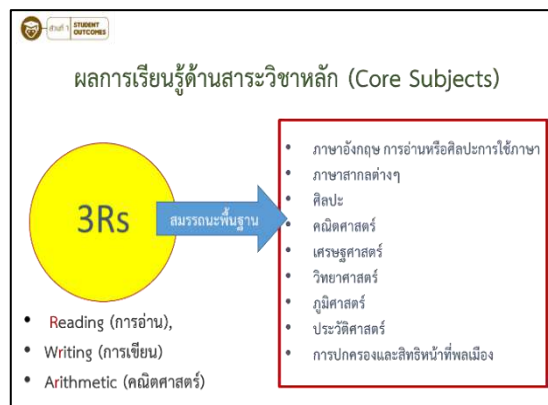 ส่วนที่ 1
STUDENT
OUTCOMES
ผลการเรียนรู้ด้านสาระวิชาหลัก (Core Subjects)
3Rs
สมรรถนะพื้นฐาน
• Reading (การอ่าน),
• Writing (การเขียน)
• Arithmetic (คณิตศาสตร์)
• ภาษาอังกฤษ การอ่านหรือศิลปะการใช้ภาษา
• ภาษาสากลต่างๆ
• ศิลปะ
• คณิตศาสตร์
• เศรษฐศาสตร์
• วิทยาศาสตร์
• ภูมิศาสตร์
• ประวัติศาสตร์
• การปกครองและสิทธิหน้าที่พลเมือง